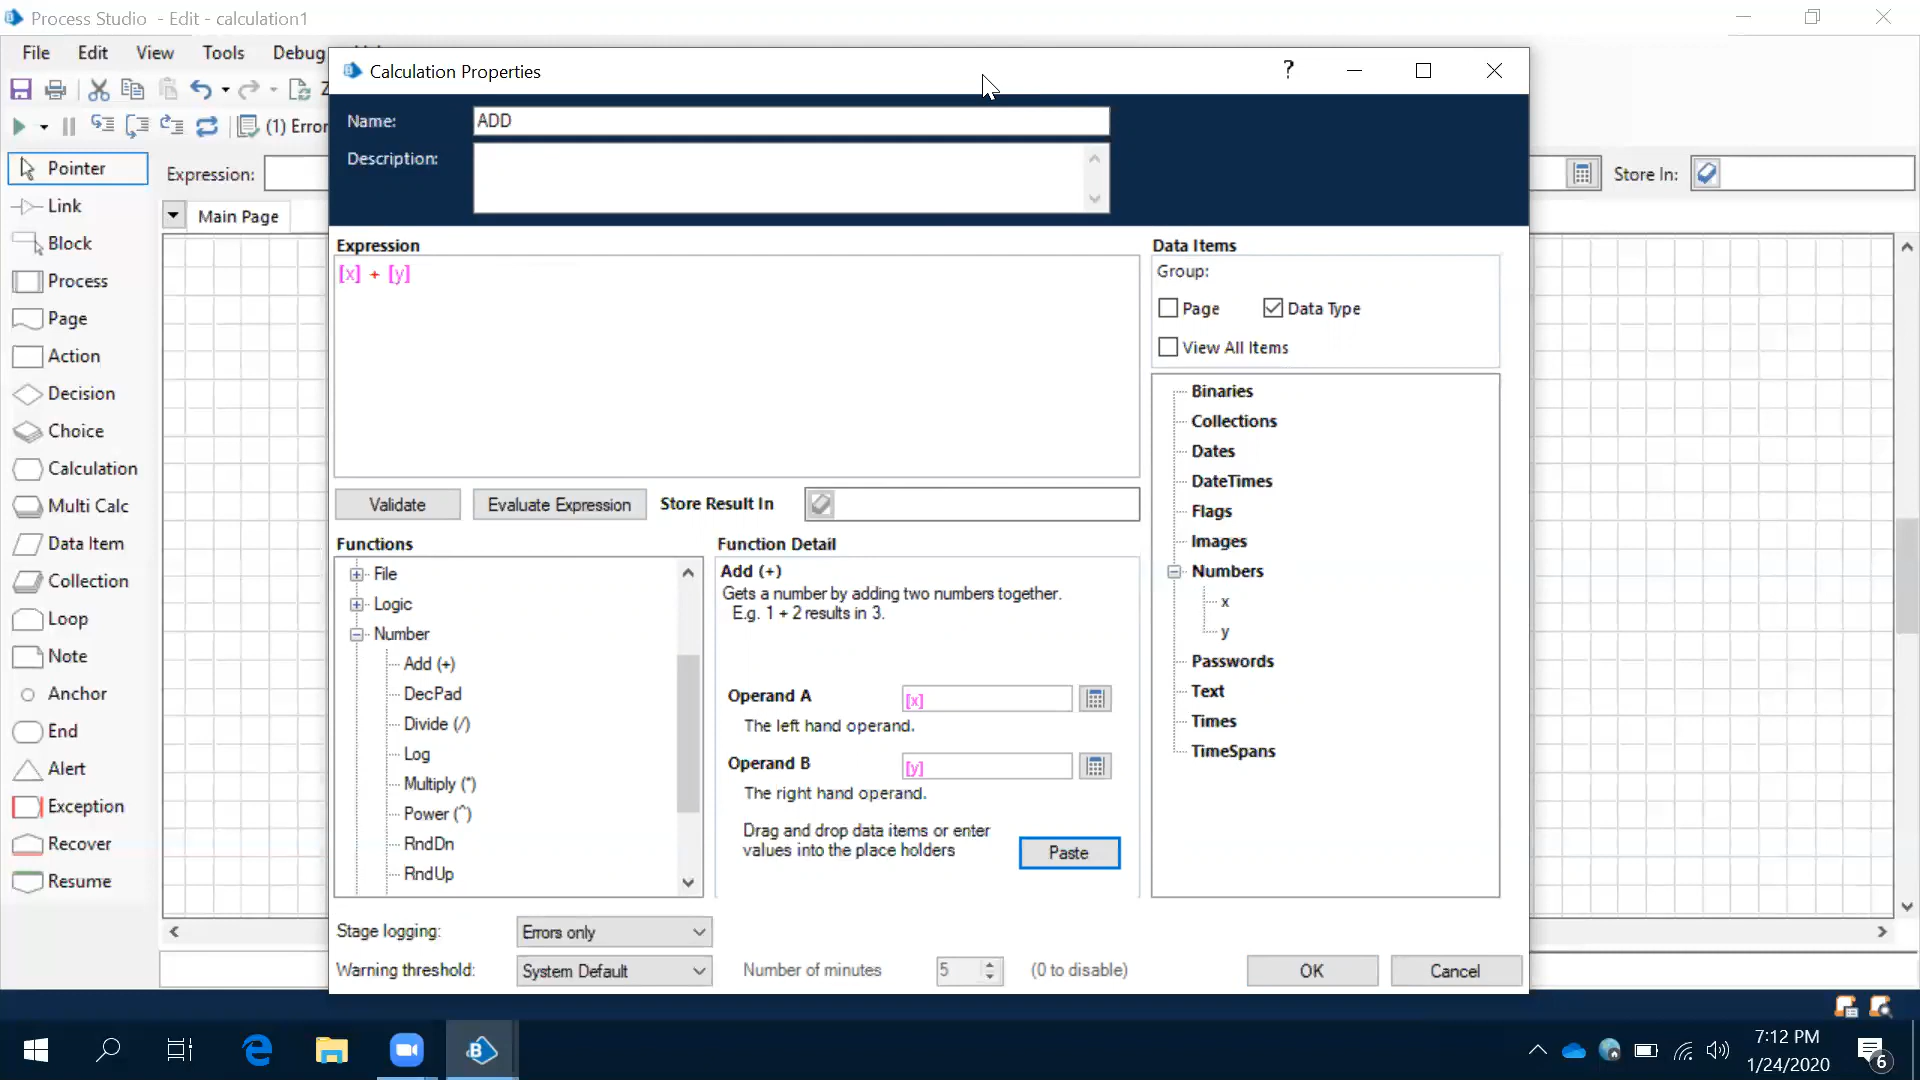 Process Studio - Edit - calculation1
File Edit View Tools Debug
Calculation Properties
?
Name: ADD
Description:
(1) Error
Pointer
Link
Block
Process
Page
Action
Decision
Choice
Calculation
Multi Calc
Data Item
Collection
Loop
Note
Anchor
End
Alert
Exception
Recover
Resume
Expression:
Store In:
Main Page
Expression
[x] + [y]
Validate
Evaluate Expression
Store Result In
Functions
File
Logic
Number
Add (+)
DecPad
Divide (/)
Log
Multiply (*)
Power (^)
RndDn
RndUp
Function Detail
Add (+)
Gets a number by adding two numbers together.
E.g. 1 + 2 results in 3.
Operand A [x]
The left hand operand.
Operand B [y]
The right hand operand.
Drag and drop data items or enter
values into the place holders
Paste
Data Items
Group:
Page
Data Type
View All Items
Binaries
Collections
Dates
DateTimes
Flags
Images
Numbers
x
y
Passwords
Text
Times
TimeSpans
Stage logging: Errors only
Warning threshold: System Default
Number of minutes 5 (0 to disable)
OK
Cancel
7:12 PM
1/24/2020
6